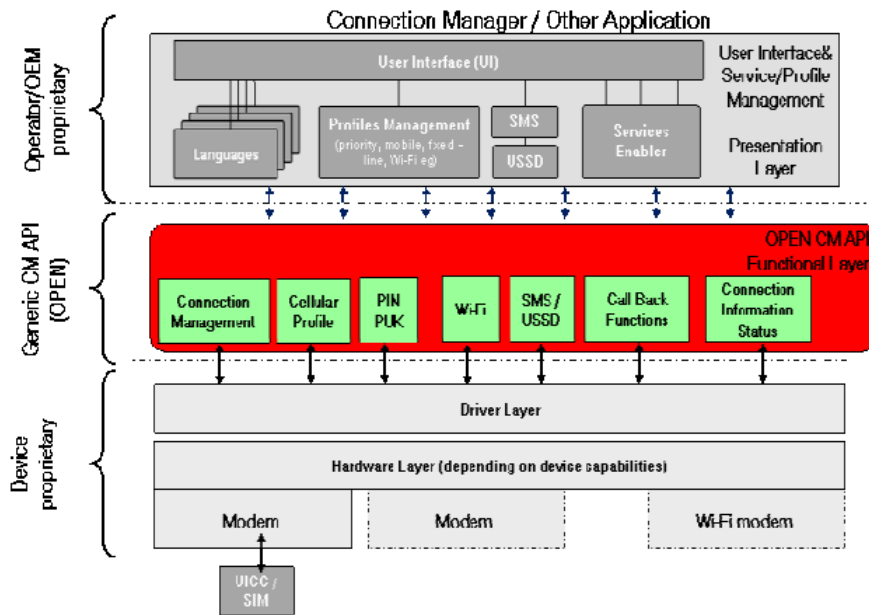 Connection Manager / Other Application
Operator/OEM
proprietary
User Interface (UI)
User Interface&
Service/Profile
Management
Languages
Profiles Management
(priority, mobile, fixed –
line, Wi-Fi eg)
SMS
USSD
Services
Enabler
Presentation
Layer
Generic CM API
(OPEN)
OPEN CM API
Functional Layer
Connection
Management
Cellular
Profile
PIN
PUK
Wi-Fi
SMS /
USSD
Call Back
Functions
Connection
Information
Status
Device
proprietary
Driver Layer
Hardware Layer (depending on device capabilities)
Modem
Modem
Wi-Fi modem
UICC /
SIM